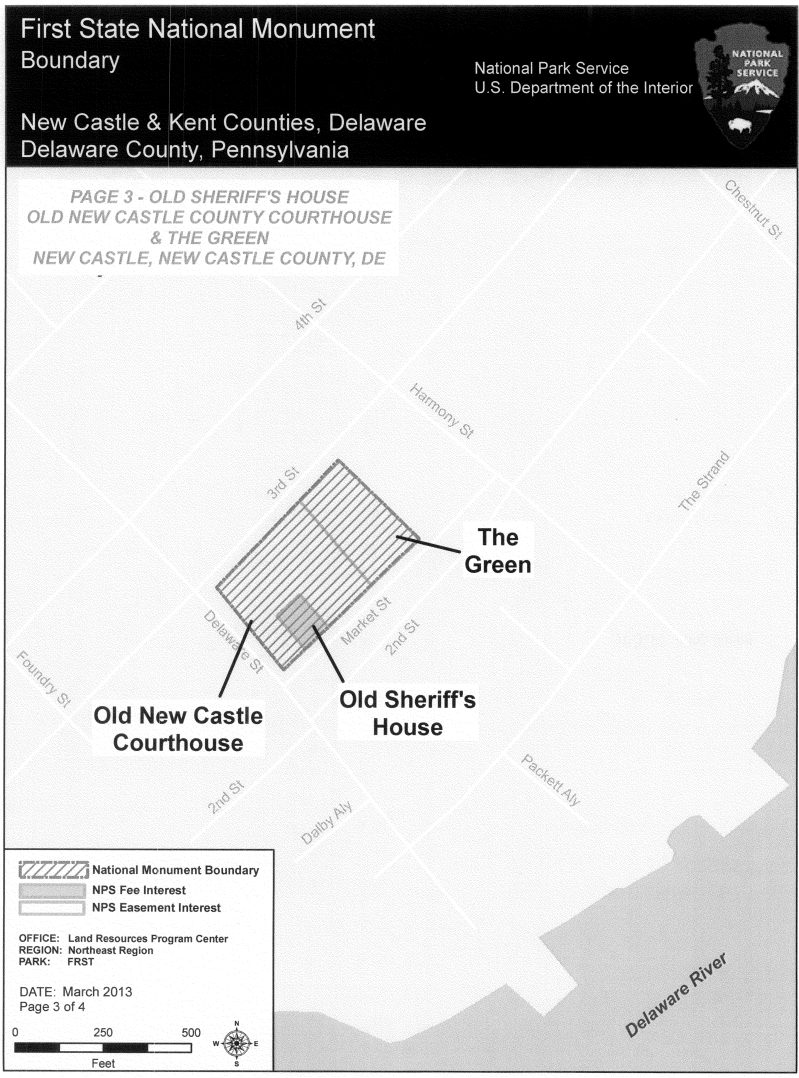 First State National Monument
Boundary
National Park Service
U.S. Department of the Interior
NATIONAL
PARK
SERVICE
New Castle & Kent Counties, Delaware
Delaware County, Pennsylvania
PAGE 3 - OLD SHERIFF'S HOUSE
OLD NEW CASTLE COUNTY COURTHOUSE
& THE GREEN
NEW CASTLE, NEW CASTLE COUNTY, DE
Chestnut St
4th St
Harmony St
3rd St
The Strand
The
Green
Market St
2nd St
Delaware St
Foundry St
Old Sheriff's
House
Old New Castle
Courthouse
2nd St
Dalby Aly
Packett Aly
Delaware River
National Monument Boundary
NPS Fee Interest
NPS Easement Interest
OFFICE: Land Resources Program Center
REGION: Northeast Region
PARK: FRST
DATE: March 2013
Page 3 of 4
0 250 500
Feet
N
W E
S